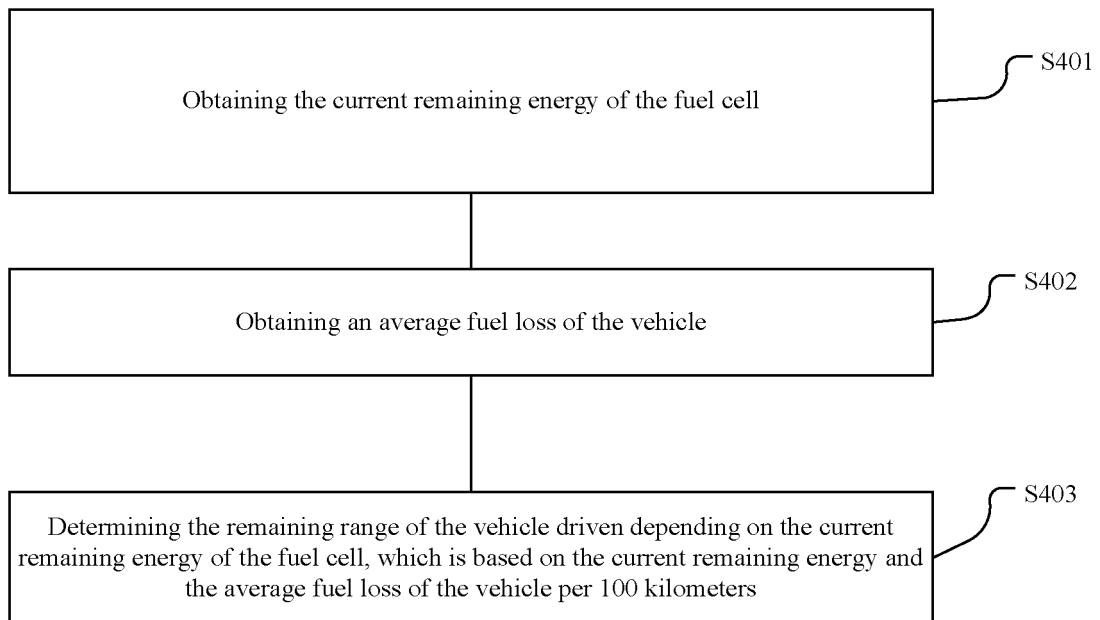 Obtaining the current remaining energy of the fuel cell
S401
Obtaining an average fuel loss of the vehicle
S402
Determining the remaining range of the vehicle driven depending on the current
remaining energy of the fuel cell, which is based on the current remaining energy and
the average fuel loss of the vehicle per 100 kilometers
S403